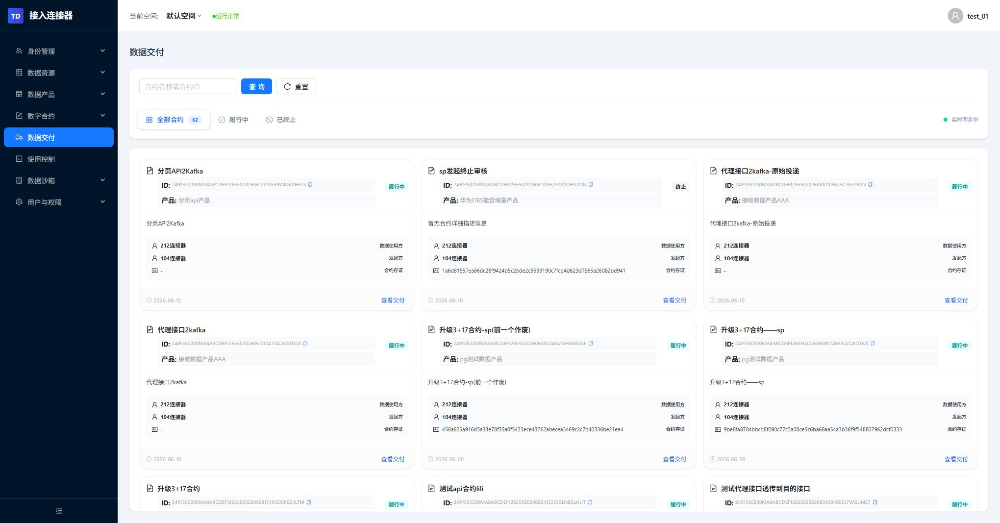 TD 接入连接器
当前空间: 默认空间 运行正常
test_01
身份管理
数据资源
数据产品
数字合约
数据交付
使用控制
数据沙箱
用户与权限
数据交付
合约名称或合约ID 查 询 重置
全部合约 62 履行中 已终止 实时同步中
分页API2Kafka
ID: 2491350200MA8ABCDEF12655020260612120559WKGMHF73 履行中
产品: 分页api产品
分页API2Kafka
212连接器 数据使用方
104连接器 发起方
- 合约存证
2026-06-12 查看交付
sp发起终止审核
ID: 2491350200MA8ABCDEF12655020260610155751XVOHX2DN 终止
产品: 华为OBS能否增量产品
暂无合约详细描述信息
212连接器 数据使用方
104连接器 发起方
1a6d81557ea86dc26f9424b5c2bde2c9599190c7fcd4d623d7865a26082bd941 合约存证
2026-06-10 查看交付
代理接口2kafka-原始投递
ID: 2491350200MA8ABCDEF12655020260610105625C7R37FVN 履行中
产品: 接收数据产品AAA
代理接口2kafka-原始投递
212连接器 数据使用方
104连接器 发起方
- 合约存证
2026-06-10 查看交付
代理接口2kafka
ID: 2491350200MA8ABCDEF12655020260610104714C6SSUIO8 履行中
产品: 接收数据产品AAA
代理接口2kafka
212连接器 数据使用方
104连接器 发起方
- 合约存证
2026-06-10 查看交付
升级3+17合约-sp(前一个作废)
ID: 2491350200MA8ABCDEF126550202606082240470HBGRZ5F 履行中
产品: pg测试数据产品
升级3+17合约-sp(前一个作废)
212连接器 数据使用方
104连接器 发起方
456a625a916d5a33e78f35a0f5433ece43762abecea3469c2c7b40336be21ea4 合约存证
2026-06-08 查看交付
升级3+17合约——sp
ID: 2491350200MA8ABCDEF126550202606081746530ZQXOXKX 履行中
产品: pg测试数据产品
升级3+17合约——sp
212连接器 数据使用方
104连接器 发起方
9be8fa8704bbcd8f090c77c3a08ce5c6ba68aa54a3b36f9f548807962dcf0333 合约存证
2026-06-08 查看交付
升级3+17合约
ID: 2491350200MA8ABCDEF12655020260608174042OP6Z4LTM 履行中
测试api合约lili
ID: 2491350200MA8ABCDEF12655020260604153555LNB5LHUT 履行中
测试代理接口透传到目的接口
ID: 2491350200MA8ABCDEF12655020260604094650LYWGUME7 履行中